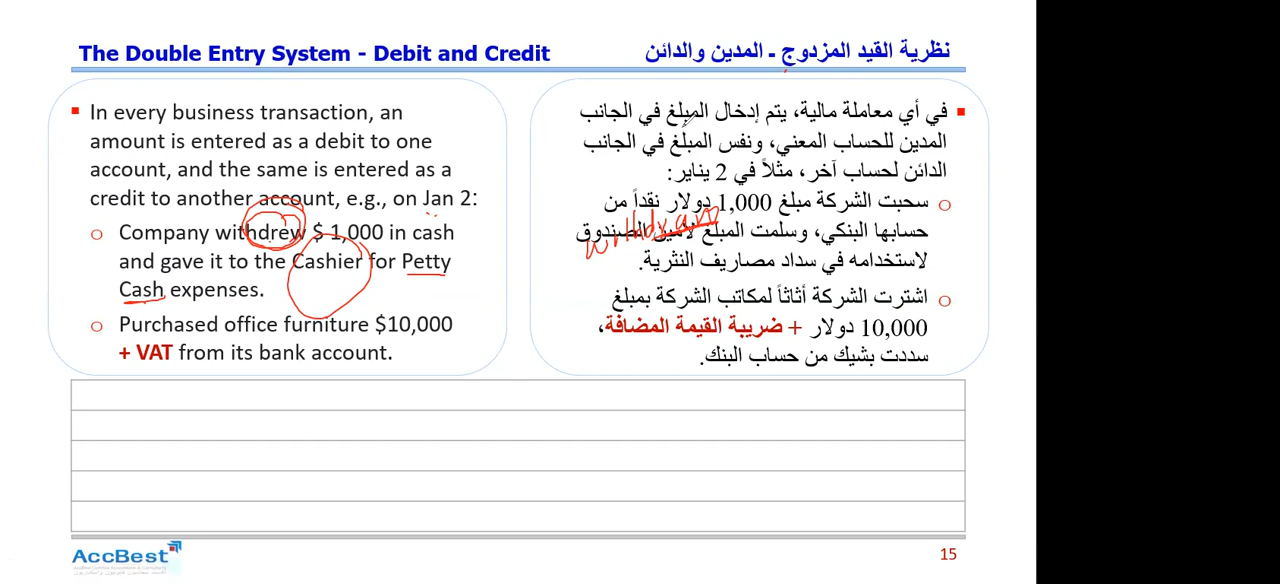 The Double Entry System - Debit and Credit
نظرية القيد المزدوج - المدين والدائن
▪ In every business transaction, an
amount is entered as a debit to one
account, and the same is entered as a
credit to another account, e.g., on Jan 2:
o Company withdrew $ 1,000 in cash
and gave it to the Cashier for Petty
Cash expenses.
o Purchased office furniture $10,000
+ VAT from its bank account.
▪ في أي معاملة مالية، يتم إدخال المبلغ في الجانب
المدين للحساب المعني، ونفس المبلغ في الجانب
الدائن لحساب آخر، مثلاً في 2 يناير:
o سحبت الشركة مبلغ 1,000 دولار نقداً من
حسابها البنكي، وسلمت المبلغ لأمين الصندوق
لاستخدامه في سداد مصاريف النثرية.
withdraw
o اشترت الشركة أثاثاً لمكاتب الشركة بمبلغ
10,000 دولار + ضريبة القيمة المضافة،
سددت بشيك من حساب البنك.
AccBest
15